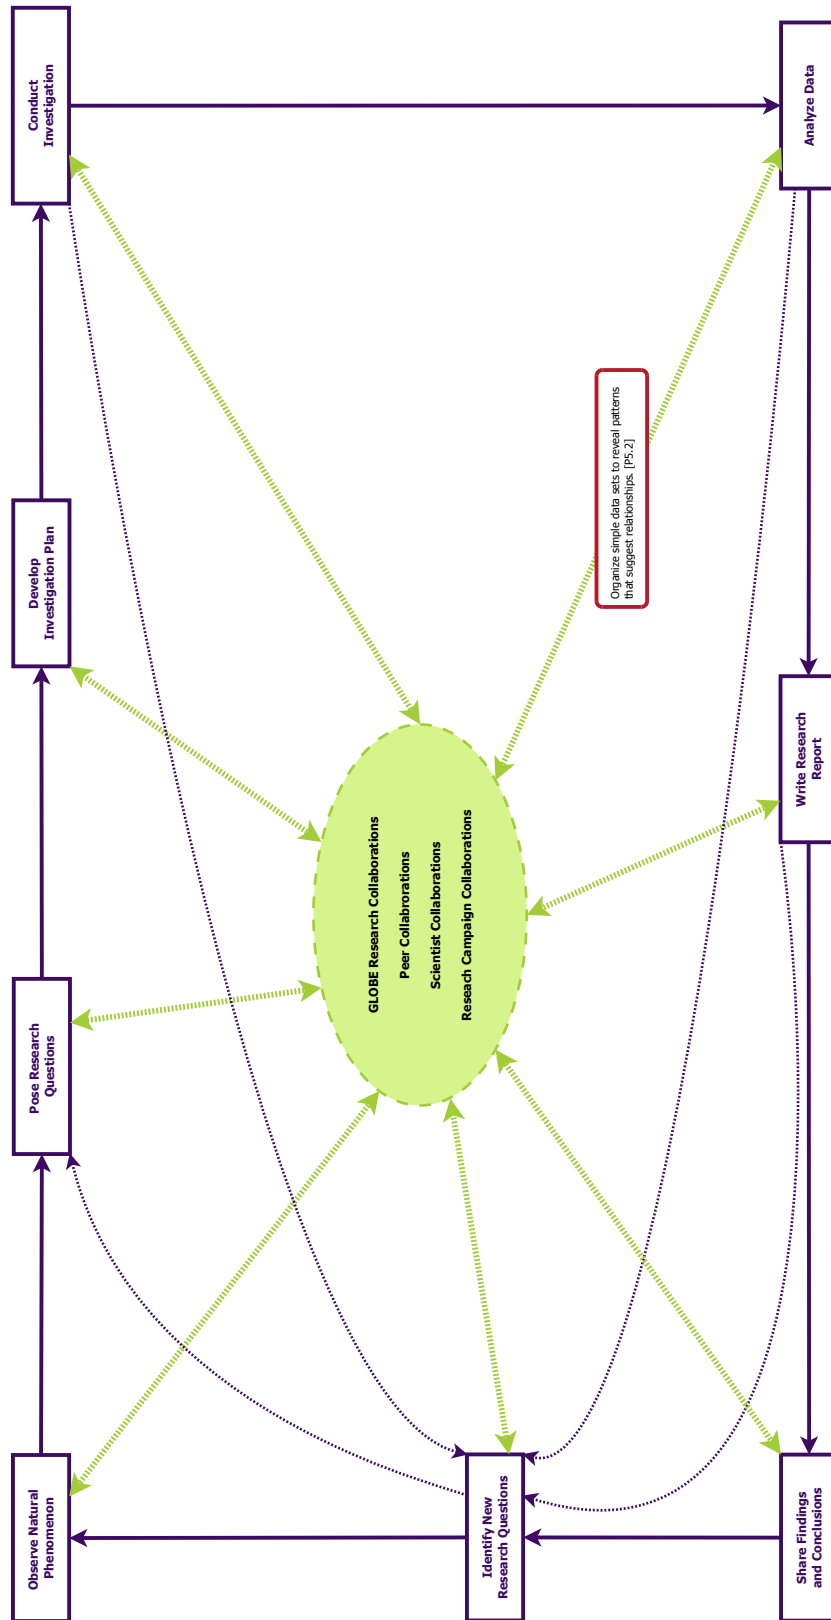 Observe Natural
Phenomenon
Pose Research
Questions
Develop
Investigation Plan
Conduct
Investigation
GLOBE Research Collaborations
Peer Collabrorations
Scientist Collaborations
Reseach Campaign Collaborations
Identify New
Research Questions
Organize simple data sets to reveal patterns
that suggest relationships. [P5.2]
Share Findings
and Conclusions
Write Research
Report
Analyze Data